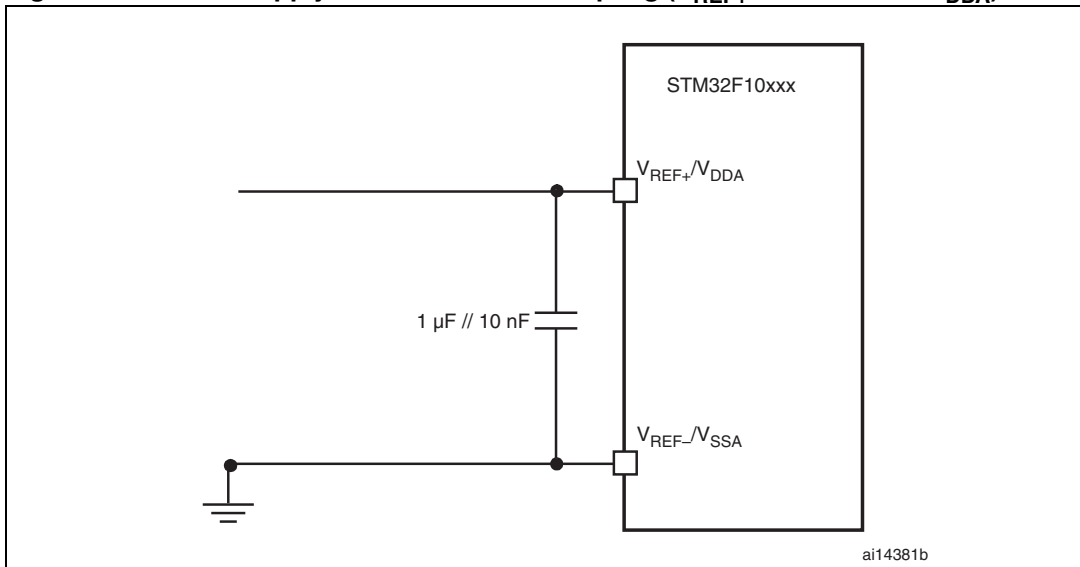 STM32F10xxx
VREF+/VDDA
1 µF // 10 nF
VREF–/VSSA
ai14381b